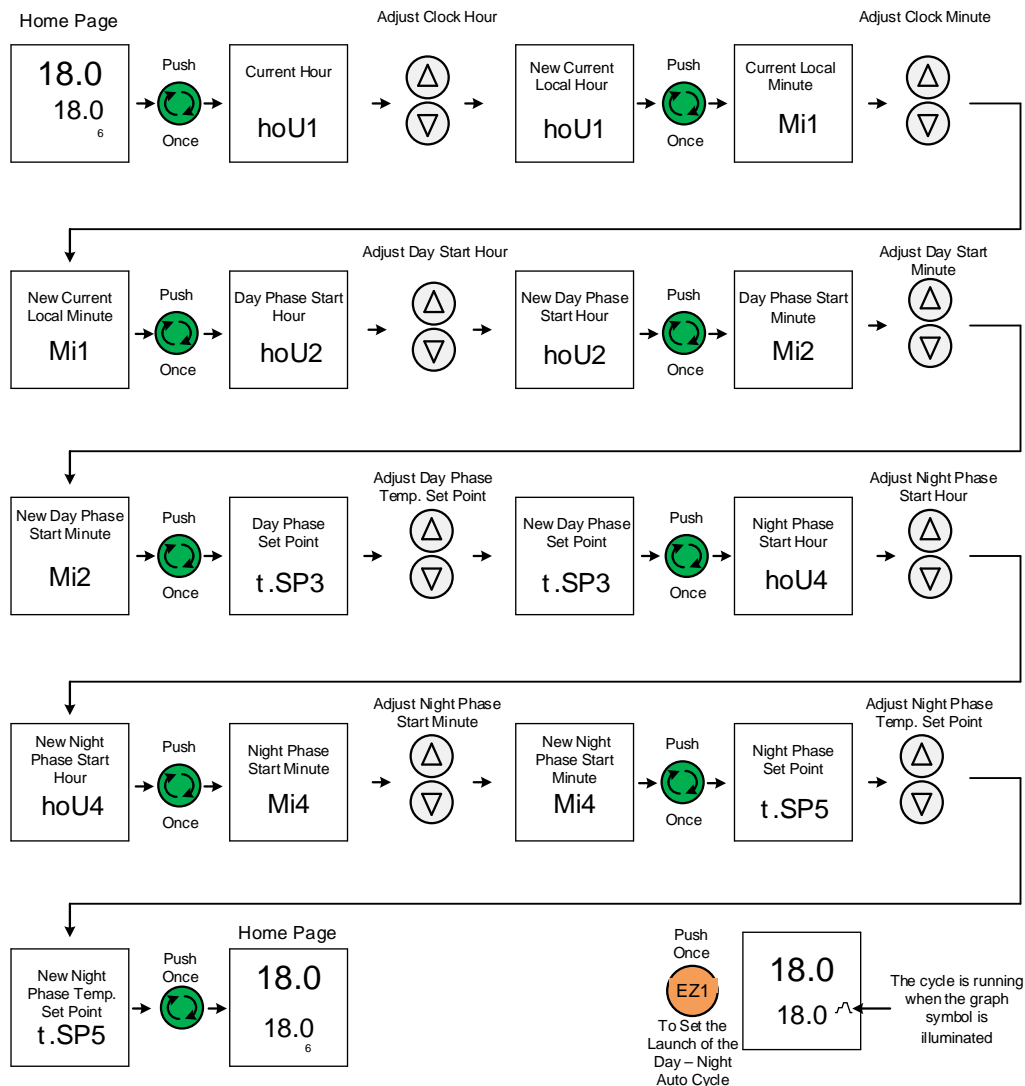 Home Page
18.0
18.0
6
Push
Once
Current Hour
hoU1
Adjust Clock Hour
New Current
Local Hour
hoU1
Push
Once
Current Local
Minute
Mi1
Adjust Clock Minute
New Current
Local Minute
Mi1
Push
Once
Day Phase Start
Hour
hoU2
Adjust Day Start Hour
New Day Phase
Start Hour
hoU2
Push
Once
Day Phase Start
Minute
Mi2
Adjust Day Start
Minute
New Day Phase
Start Minute
Mi2
Push
Once
Day Phase
Set Point
t.SP3
Adjust Day Phase
Temp. Set Point
New Day Phase
Set Point
t.SP3
Push
Once
Night Phase
Start Hour
hoU4
Adjust Night Phase
Start Hour
New Night
Phase Start
Hour
hoU4
Push
Once
Night Phase
Start Minute
Mi4
Adjust Night Phase
Start Minute
New Night
Phase Start
Minute
Mi4
Push
Once
Night Phase
Set Point
t.SP5
Adjust Night Phase
Temp. Set Point
New Night
Phase Temp.
Set Point
t.SP5
Push
Once
Home Page
18.0
18.0
6
Push
Once
EZ1
To Set the
Launch of the
Day – Night
Auto Cycle
18.0
18.0
The cycle is running
when the graph
symbol is
illuminated